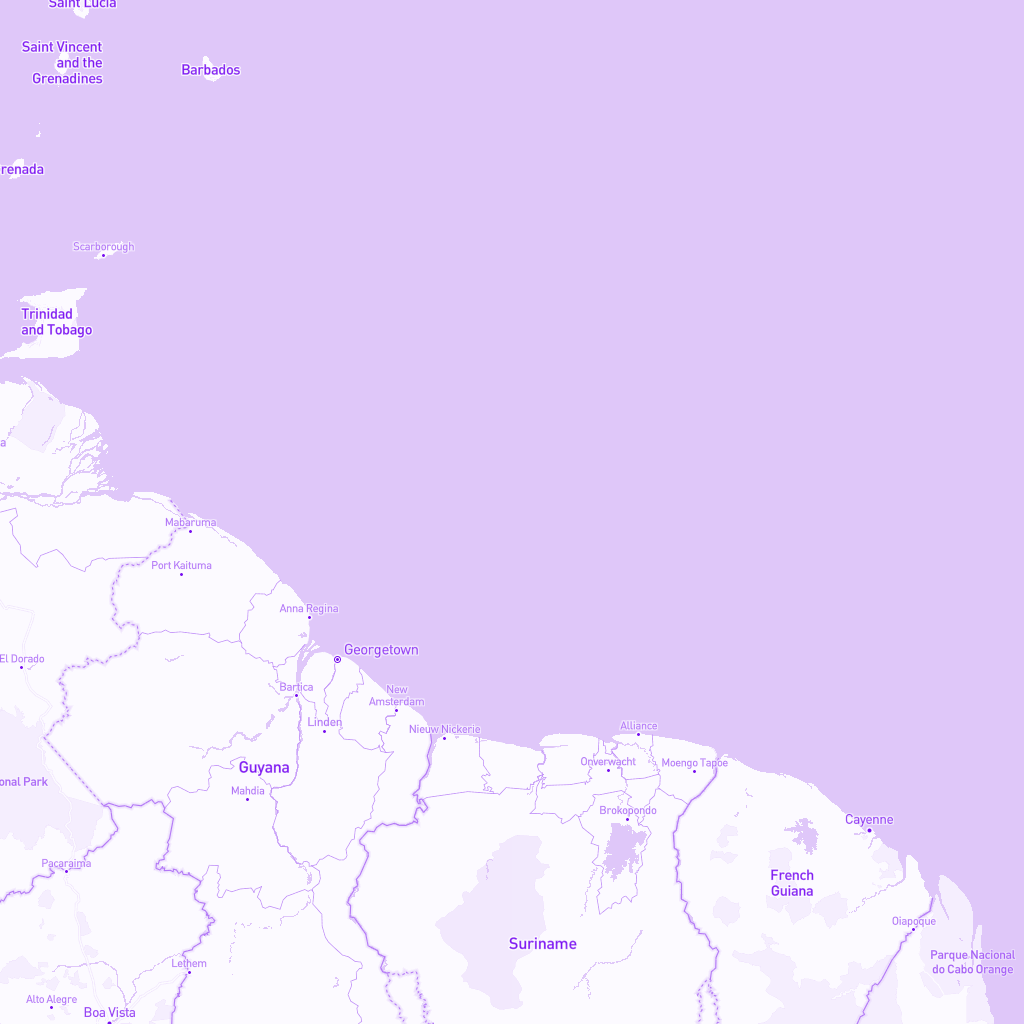 Saint Lucia
Saint Vincent
and the
Grenadines
Barbados
renada
Scarborough
Trinidad
and Tobago
a
Mabaruma
Port Kaituma
Anna Regina
Georgetown
El Dorado
Bartica
New
Amsterdam
Linden
Nieuw Nickerie
Alliance
Onverwacht
Moengo Tapoe
Guyana
onal Park
Mahdia
Brokopondo
Cayenne
Pacaraima
French
Guiana
Oiapoque
Suriname
Parque Nacional
do Cabo Orange
Lethem
Alto Alegre
Boa Vista